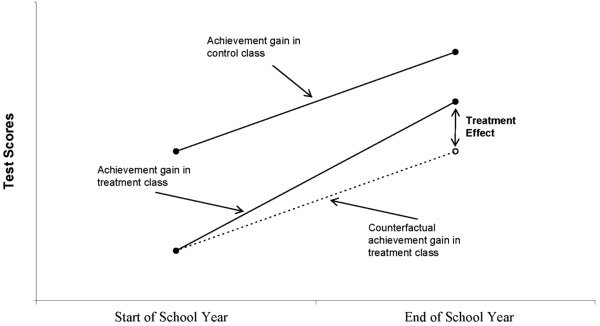 Achievement gain in
control class
Test Scores
Treatment
Effect
Achievement gain in
treatment class
Counterfactual
achievement gain in
treatment class
Start of School Year
End of School Year